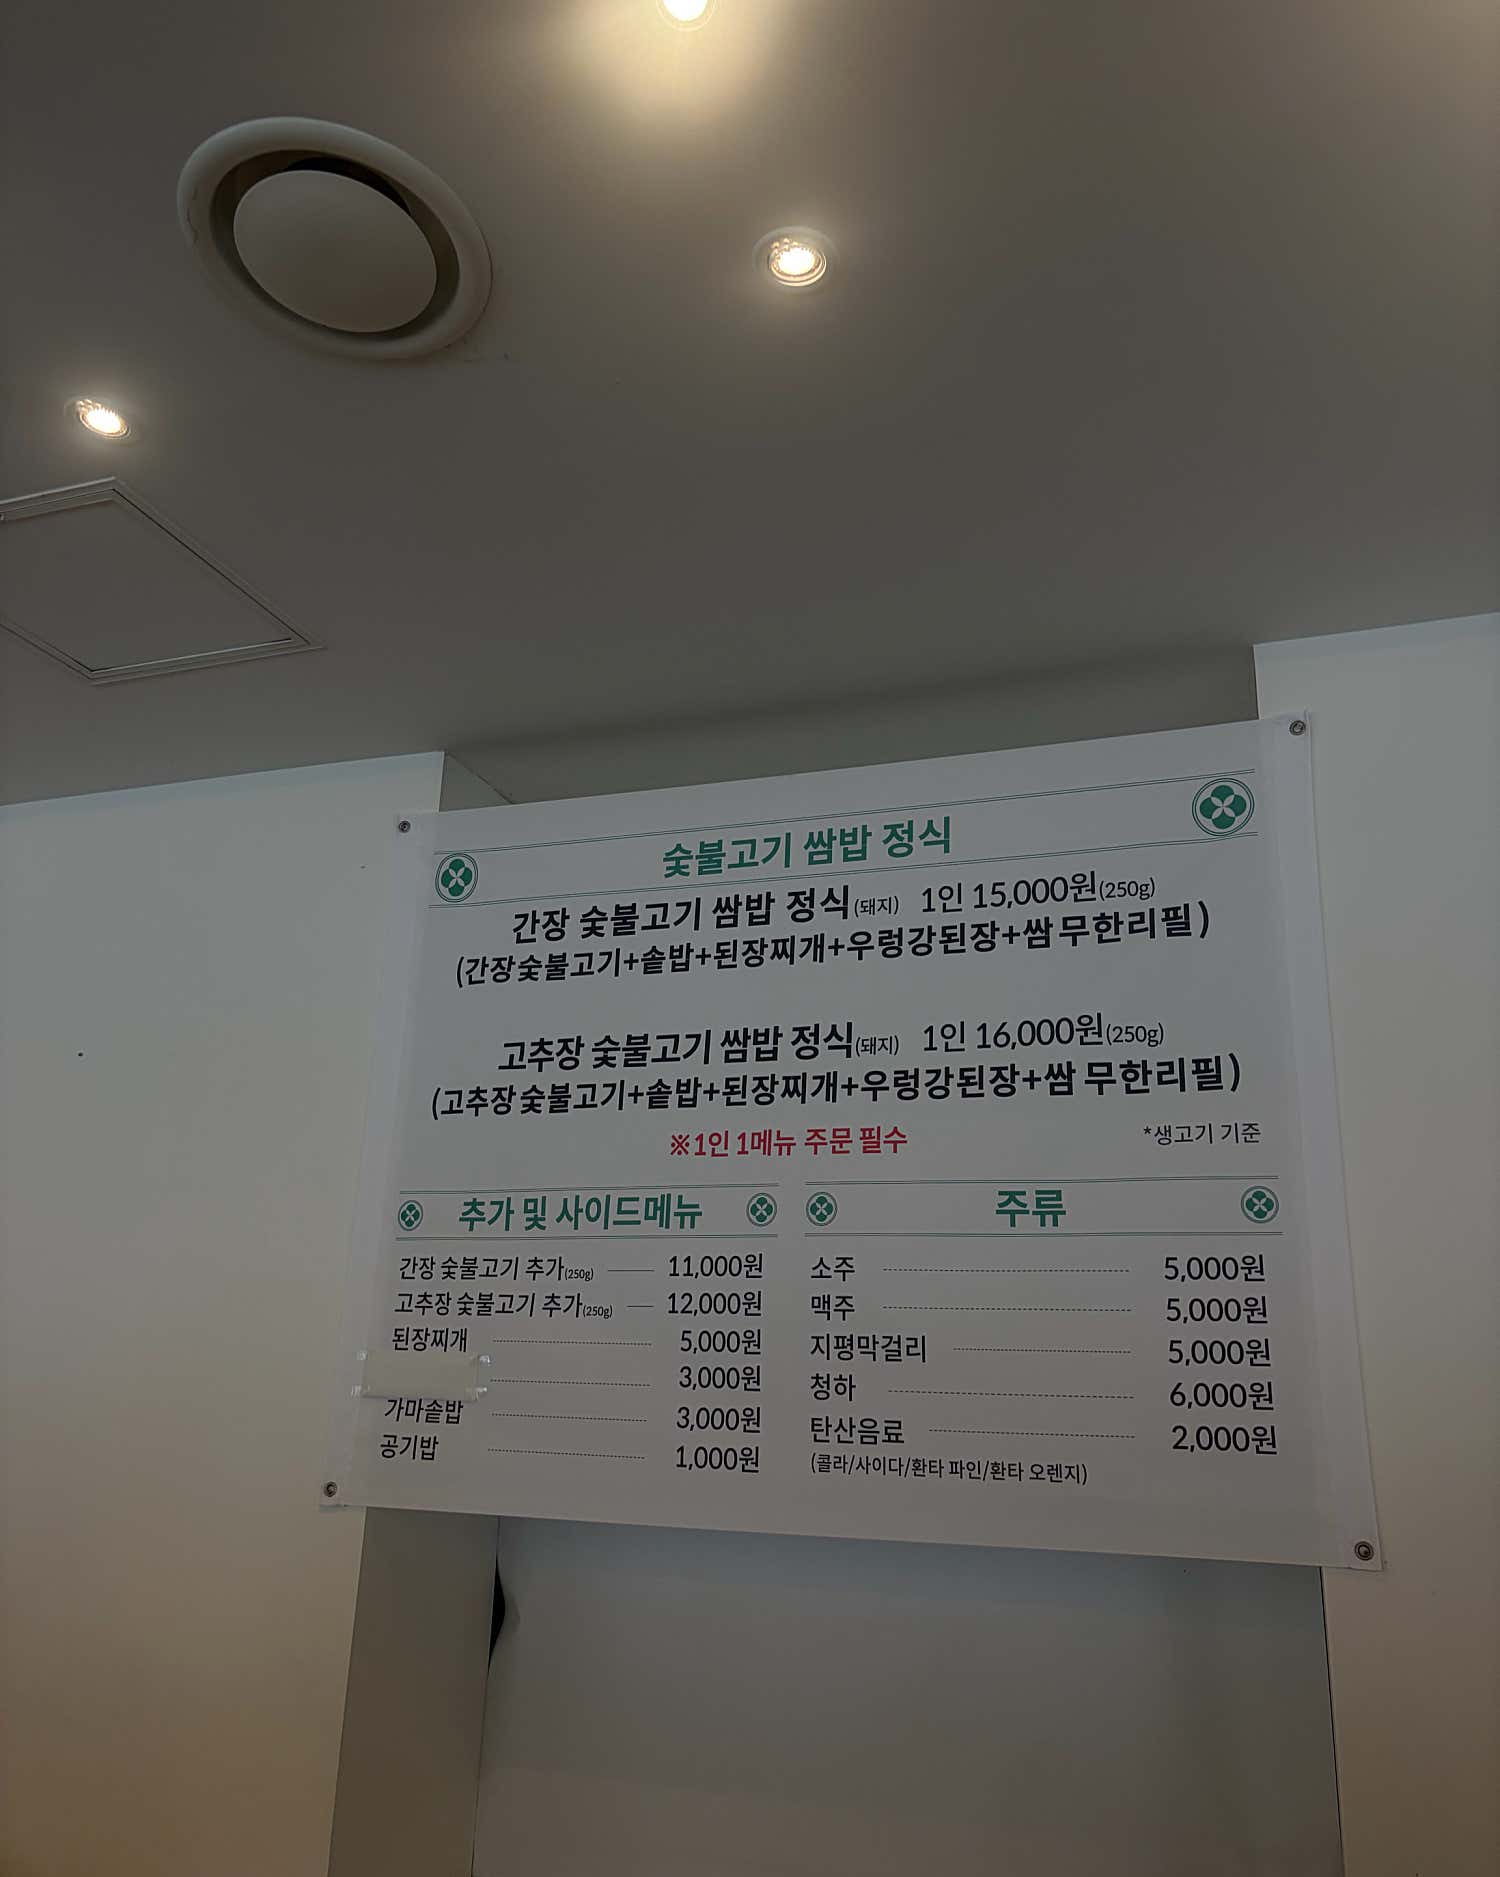 숯불고기 쌈밥 정식
간장 숯불고기 쌈밥 정식(돼지) 1인 15,000원(250g)
(간장숯불고기+솥밥+된장찌개+우렁강된장+쌈 무한리필)
고추장 숯불고기 쌈밥 정식(돼지) 1인 16,000원(250g)
(고추장 숯불고기+솥밥+된장찌개+우렁강된장+쌈 무한리필)
※1인 1메뉴 주문 필수
*생고기 기준
추가 및 사이드메뉴
간장 숯불고기 추가(250g) 11,000원
고추장 숯불고기 추가(250g) 12,000원
된장찌개 5,000원
3,000원
가마솥밥 3,000원
공기밥 1,000원
주류
소주 5,000원
맥주 5,000원
지평막걸리 5,000원
청하 6,000원
탄산음료 2,000원
(콜라/사이다/환타 파인/환타 오렌지)